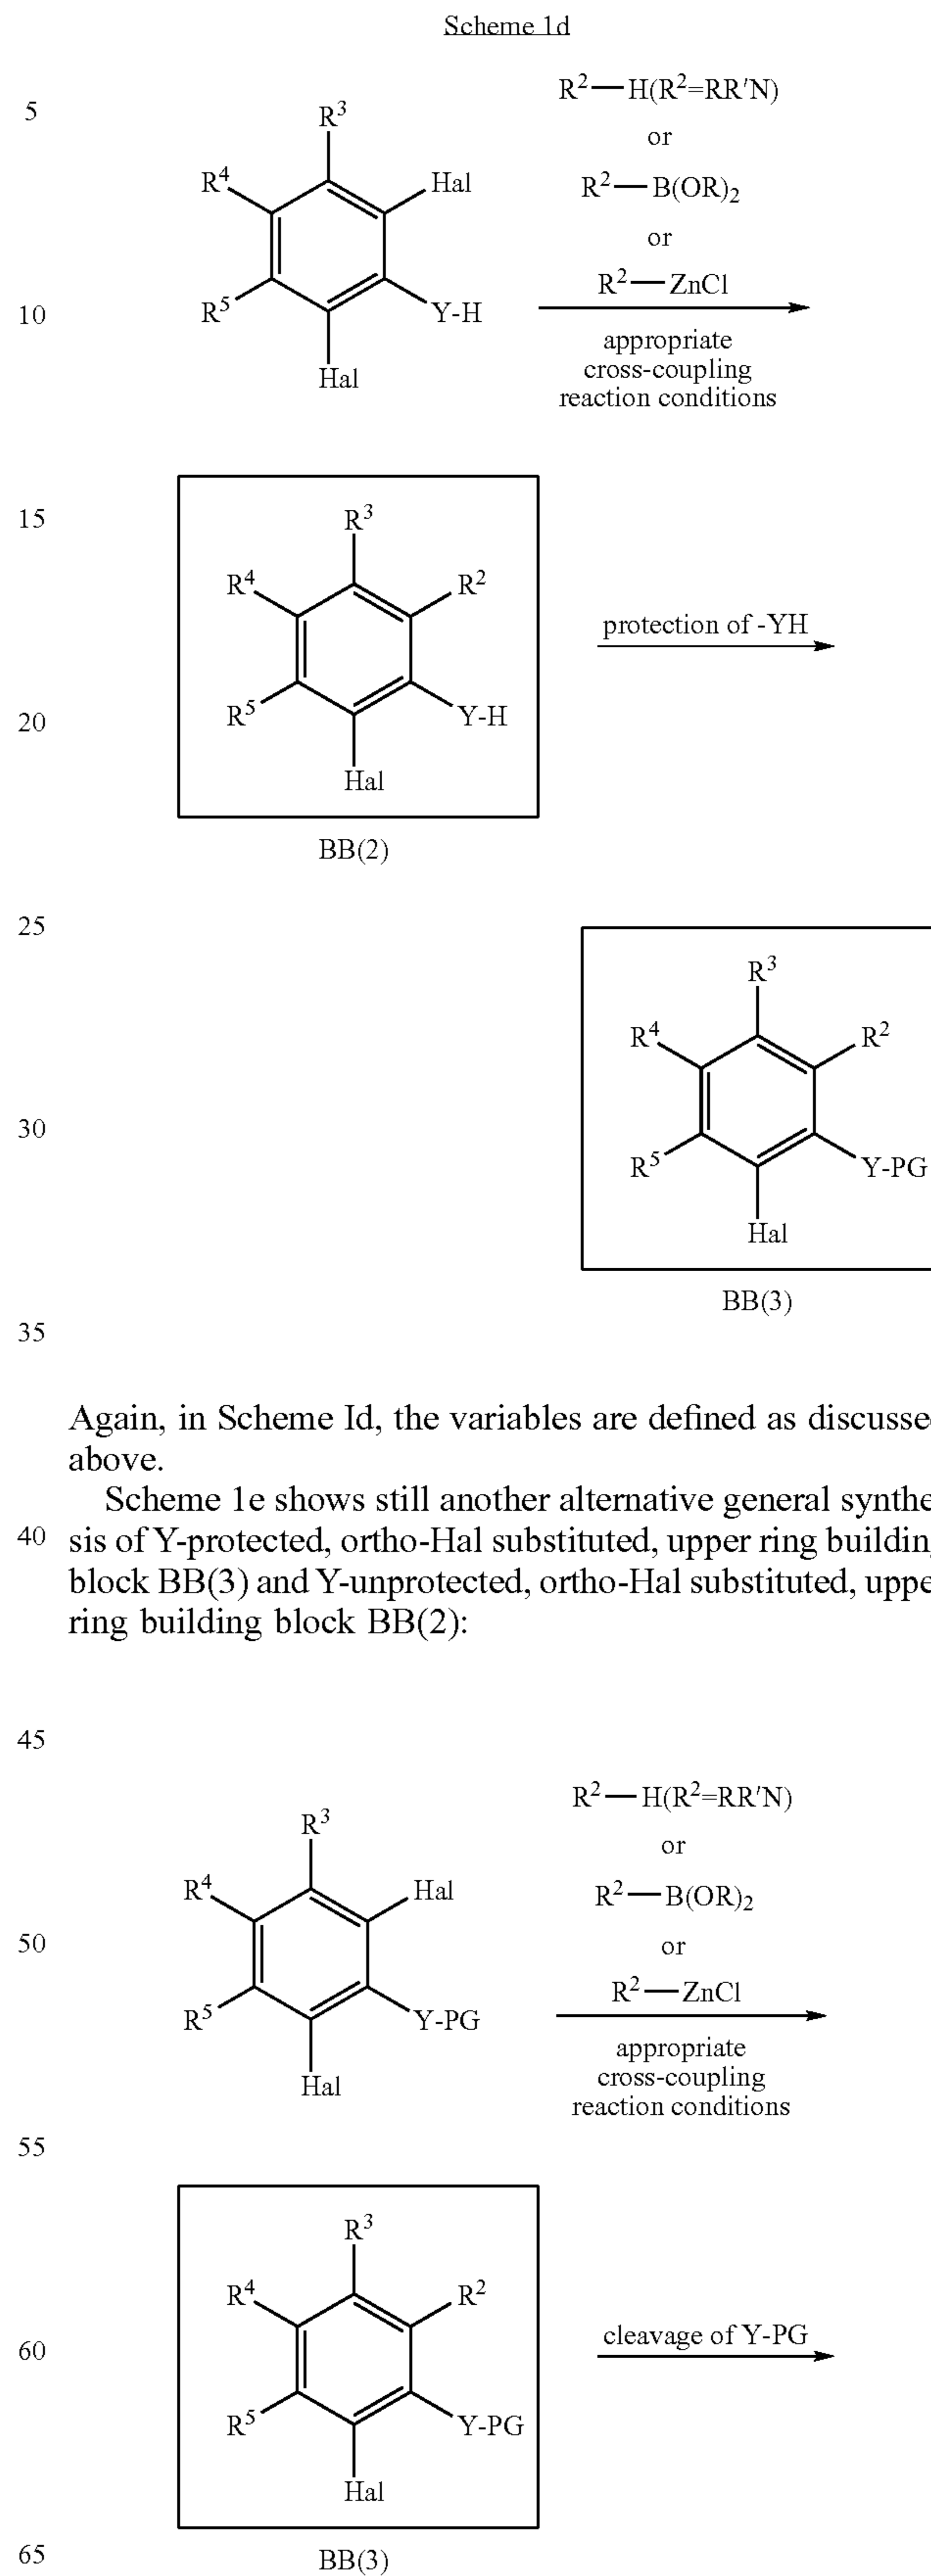 Scheme 1d
5
R³
R⁴
Hal
R⁵
Y-H
Hal
R²—H(R²=RR'N)
or
R²—B(OR)₂
or
R²—ZnCl
10
appropriate
cross-coupling
reaction conditions
15
R³
R⁴
R²
R⁵
Y-H
Hal
protection of -YH
20
BB(2)
25
R³
R⁴
R²
30
R⁵
Y-PG
Hal
BB(3)
35
Again, in Scheme Id, the variables are defined as discusse
above.
Scheme 1e shows still another alternative general synthe
40 sis of Y-protected, ortho-Hal substituted, upper ring building
block BB(3) and Y-unprotected, ortho-Hal substituted, uppe
ring building block BB(2):
45
R³
R⁴
Hal
R⁵
Y-PG
Hal
R²—H(R²=RR'N)
or
R²—B(OR)₂
50
or
R²—ZnCl
appropriate
cross-coupling
reaction conditions
55
R³
R⁴
R²
R⁵
Y-PG
Hal
60
cleavage of Y-PG
65
BB(3)